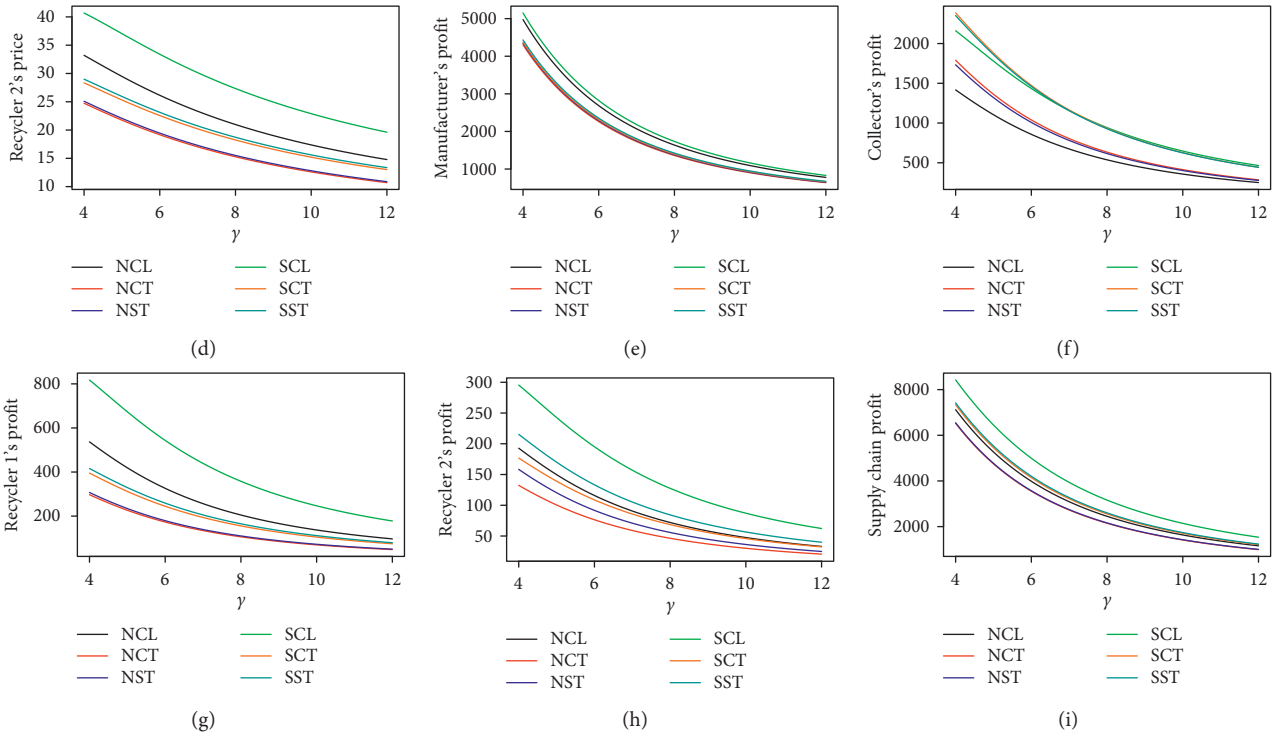 Recycler 2's price
40
35
30
25
20
15
10
4 6 8 10 12
γ
NCL SCL
NCT SCT
NST SST
(d)
Manufacturer's profit
5000
4000
3000
2000
1000
4 6 8 10 12
γ
NCL SCL
NCT SCT
NST SST
(e)
Collector's profit
2000
1500
1000
500
4 6 8 10 12
γ
NCL SCL
NCT SCT
NST SST
(f)
Recycler 1's profit
800
600
400
200
4 6 8 10 12
γ
NCL SCL
NCT SCT
NST SST
(g)
Recycler 2's profit
300
250
200
150
100
50
4 6 8 10 12
γ
NCL SCL
NCT SCT
NST SST
(h)
Supply chain profit
8000
6000
4000
2000
4 6 8 10 12
γ
NCL SCL
NCT SCT
NST SST
(i)